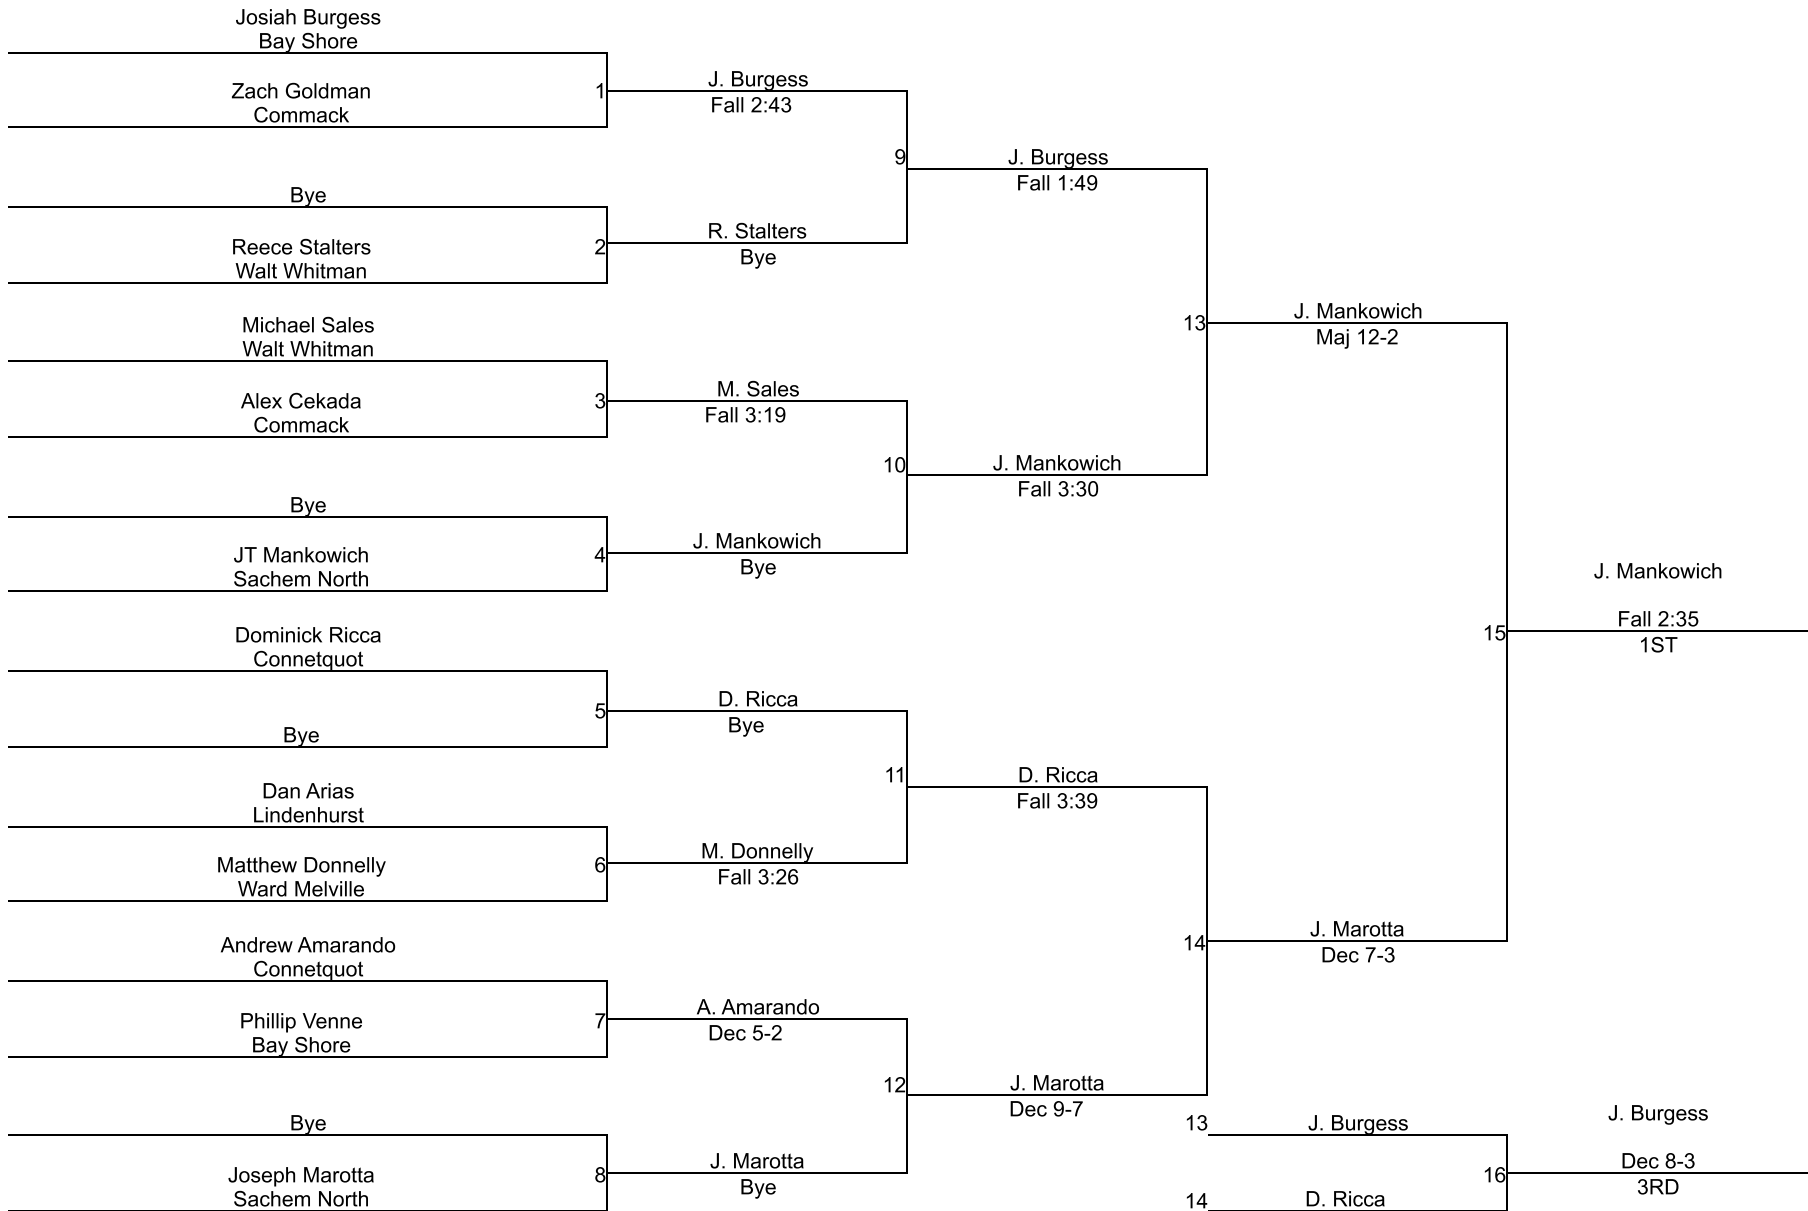 Josiah Burgess
Bay Shore
Zach Goldman
Commack
1
J. Burgess
Fall 2:43
Bye
Reece Stalters
Walt Whitman
2
R. Stalters
Bye
9
J. Burgess
Fall 1:49
Michael Sales
Walt Whitman
Alex Cekada
Commack
3
M. Sales
Fall 3:19
Bye
JT Mankowich
Sachem North
4
J. Mankowich
Bye
10
J. Mankowich
Fall 3:30
13
J. Mankowich
Maj 12-2
Dominick Ricca
Connetquot
Bye
5
D. Ricca
Bye
Dan Arias
Lindenhurst
Matthew Donnelly
Ward Melville
6
M. Donnelly
Fall 3:26
11
D. Ricca
Fall 3:39
Andrew Amarando
Connetquot
Phillip Venne
Bay Shore
7
A. Amarando
Dec 5-2
Bye
Joseph Marotta
Sachem North
8
J. Marotta
Bye
12
J. Marotta
Dec 9-7
14
J. Marotta
Dec 7-3
15
J. Mankowich
Fall 2:35
1ST
13
J. Burgess
14
D. Ricca
16
J. Burgess
Dec 8-3
3RD